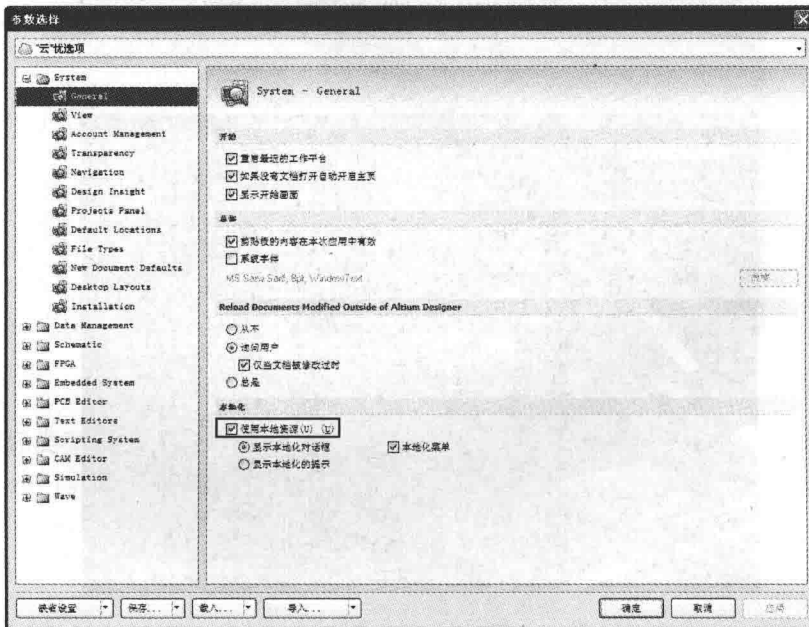 参数选择
"云"优选项
System
General
View
Account Management
Transparency
Navigation
Design Insight
Projects Panel
Default Locations
File Types
New Document Defaults
Desktop Layouts
Installation
Data Management
Schematic
FPGA
Embedded System
PCB Editor
Text Editors
Scripting System
CAM Editor
Simulation
Wave
System - General
开始
重启最近的工作平台
如果没有文档打开自动开启主页
显示开始画面
剪贴板的内容在本次应用中有效
系统字体
MS Sans Serif, 8pt, WindowText
Reload Documents Modified Outside of Altium Designer
从不
询问用户
仅当文档被修改过时
总是
本地化
使用本地资源(U) (U)
显示本地化对话框 本地化菜单
显示本地化的提示
缺省设置 保存... 载入... 导入... 确定 取消 应用